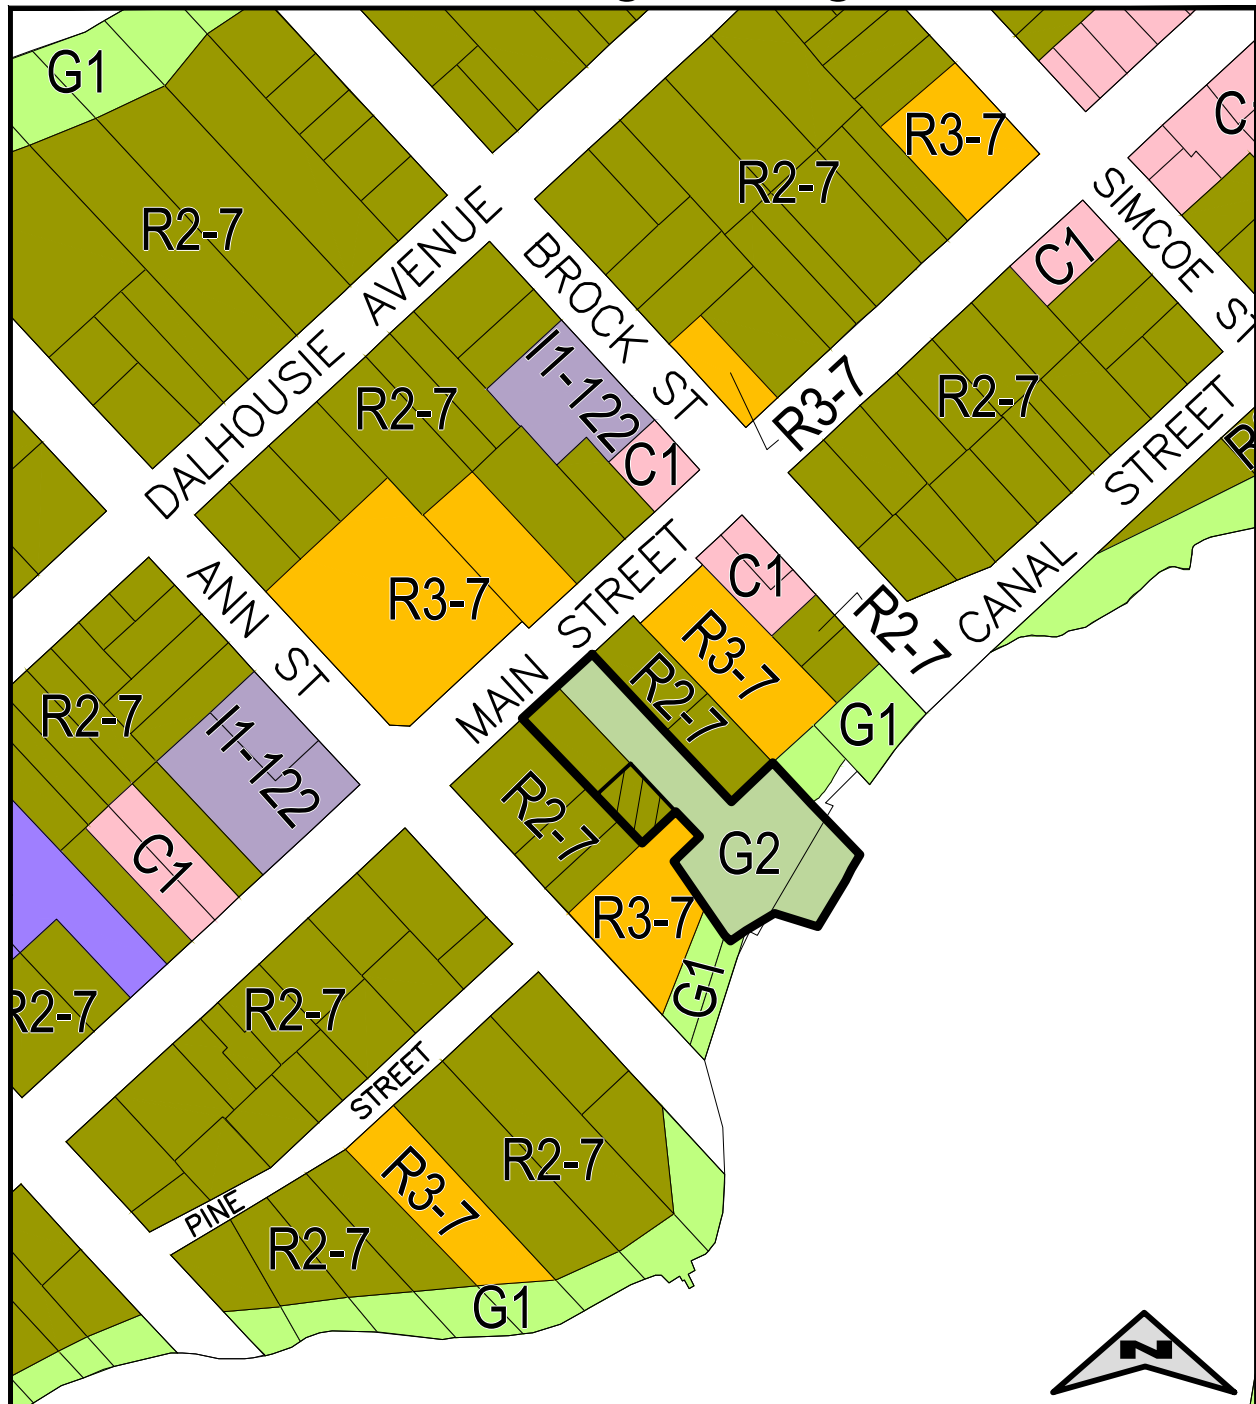 G1
R3-7
C
R2-7
R2-7
SIMCOE ST
C1
DALHOUSIE AVENUE
BROCK ST
I1-122
R2-7
R3-7
R2-7
C1
CANAL STREET
R3-7
MAIN STREET
C1
R2-7
ANN ST
R3-7
R2-7
G1
R2-7
I1-122
R2-7
C1
G2
R3-7
G1
R2-7
R2-7
PINE STREET
R2-7
R3-7
R2-7
G1
N